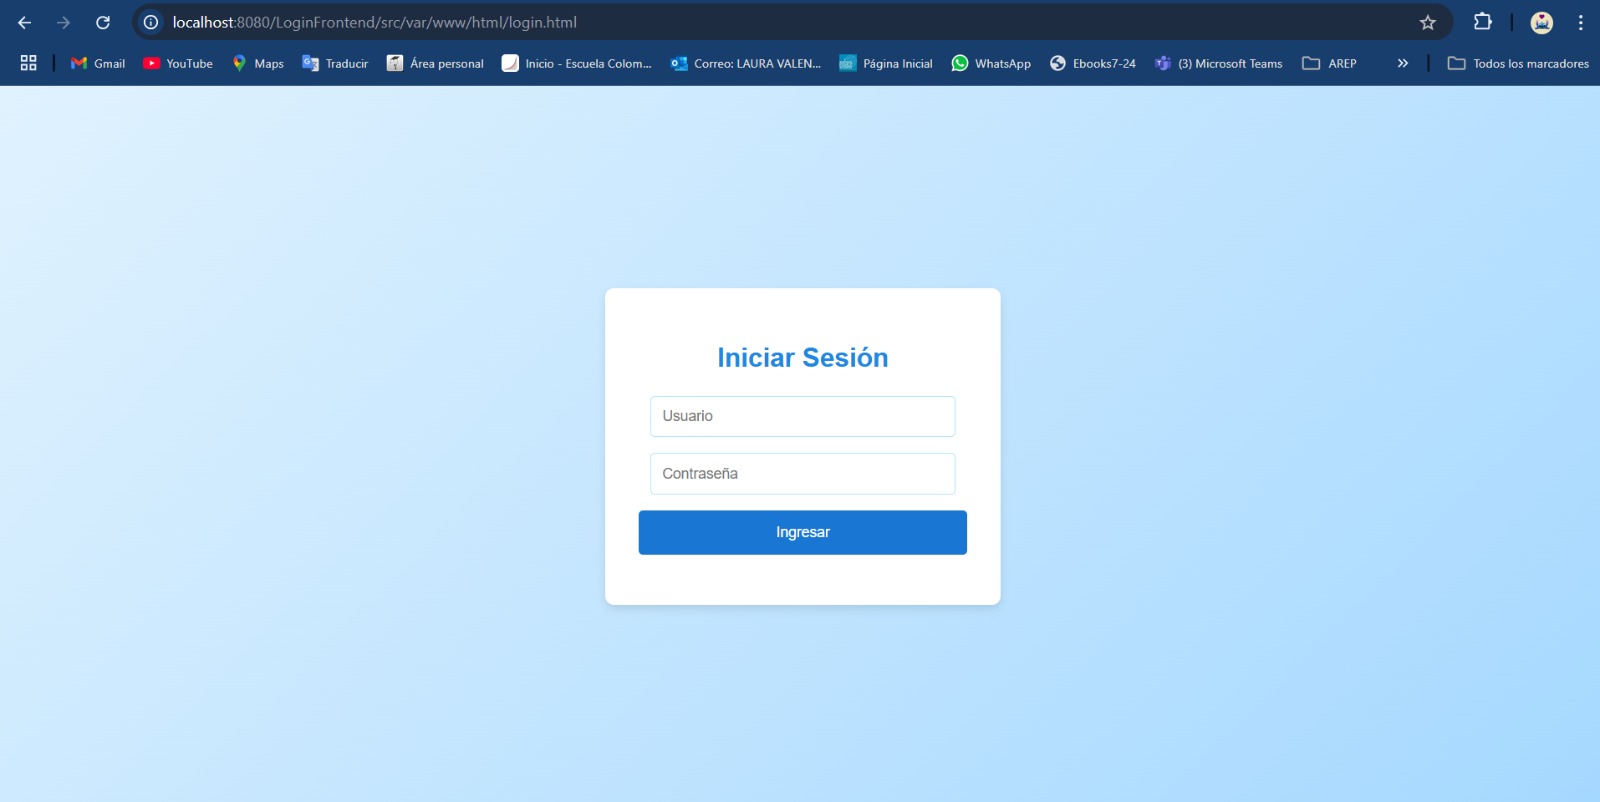 localhost:8080/LoginFrontend/src/var/www/html/login.html
Gmail YouTube Maps Traducir Área personal Inicio - Escuela Colom... Correo: LAURA VALEN... Página Inicial WhatsApp Ebooks7-24 (3) Microsoft Teams AREP » Todos los marcadores
Iniciar Sesión
Usuario
Contraseña
Ingresar